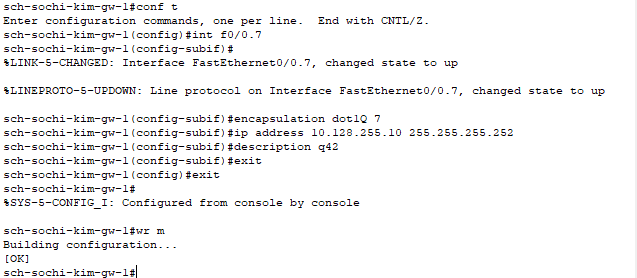 sch-sochi-kim-gw-1#conf t
Enter configuration commands, one per line.  End with CNTL/Z.
sch-sochi-kim-gw-1(config)#int f0/0.7
sch-sochi-kim-gw-1(config-subif)#
%LINK-5-CHANGED: Interface FastEthernet0/0.7, changed state to up
%LINEPROTO-5-UPDOWN: Line protocol on Interface FastEthernet0/0.7, changed state to up
sch-sochi-kim-gw-1(config-subif)#encapsulation dot1Q 7
sch-sochi-kim-gw-1(config-subif)#ip address 10.128.255.10 255.255.255.252
sch-sochi-kim-gw-1(config-subif)#description q42
sch-sochi-kim-gw-1(config-subif)#exit
sch-sochi-kim-gw-1(config)#exit
sch-sochi-kim-gw-1#
%SYS-5-CONFIG_I: Configured from console by console
sch-sochi-kim-gw-1#wr m
Building configuration...
[OK]
sch-sochi-kim-gw-1#